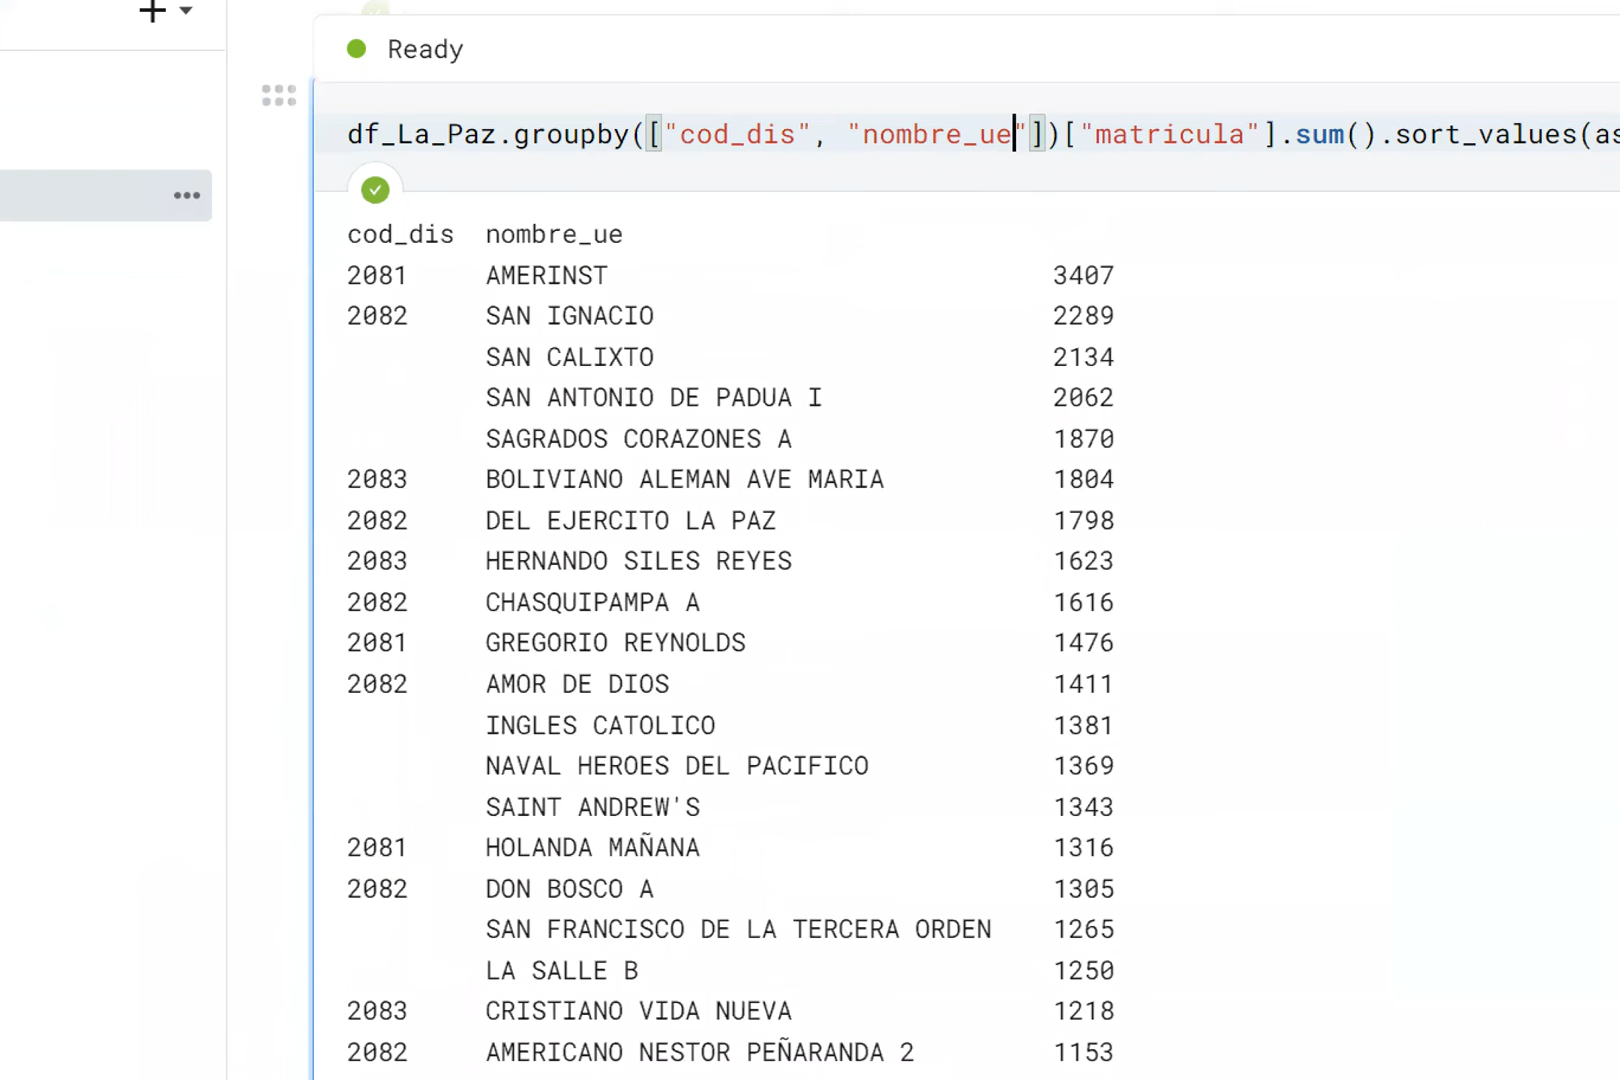 Ready
df_La_Paz.groupby(["cod_dis", "nombre_ue"])["matricula"].sum().sort_values(as
cod_dis nombre_ue
2081 AMERINST 3407
2082 SAN IGNACIO 2289
SAN CALIXTO 2134
SAN ANTONIO DE PADUA I 2062
SAGRADOS CORAZONES A 1870
2083 BOLIVIANO ALEMAN AVE MARIA 1804
2082 DEL EJERCITO LA PAZ 1798
2083 HERNANDO SILES REYES 1623
2082 CHASQUIPAMPA A 1616
2081 GREGORIO REYNOLDS 1476
2082 AMOR DE DIOS 1411
INGLES CATOLICO 1381
NAVAL HEROES DEL PACIFICO 1369
SAINT ANDREW'S 1343
2081 HOLANDA MAÑANA 1316
2082 DON BOSCO A 1305
SAN FRANCISCO DE LA TERCERA ORDEN 1265
LA SALLE B 1250
2083 CRISTIANO VIDA NUEVA 1218
2082 AMERICANO NESTOR PEÑARANDA 2 1153